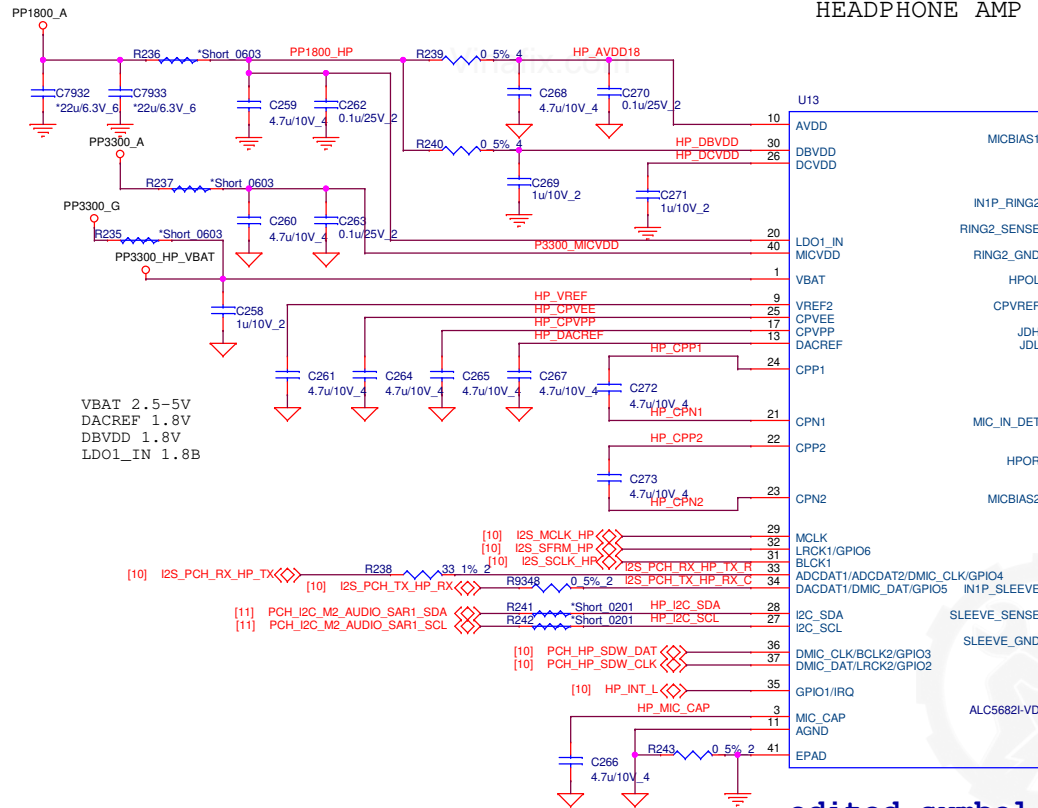 HEADPHONE AMP
PP1800_A
R236 *Short_0603 PP1800_HP R239 0_5%_4 HP_AVDD18
C7932 *22u/6.3V_6
C7933 *22u/6.3V_6
C259 4.7u/10V_4
C262 0.1u/25V_2
C268 4.7u/10V_4
C270 0.1u/25V_2
U13
10 AVDD
MICBIAS1
PP3300_A
R240 0_5%_4 HP_DBVDD 30 DBVDD
HP_DCVDD 26 DCVDD
R237 *Short_0603
C269 1u/10V_2
C271 1u/10V_2
IN1P_RING2
PP3300_G
C260 4.7u/10V_4
C263 0.1u/25V_2
RING2_SENSE
R235 *Short_0603
20 LDO1_IN
P3300_MICVDD 40 MICVDD
RING2_GND
PP3300_HP_VBAT
1 VBAT
HPOL
C258 1u/10V_2
HP_VREF 9 VREF2
CPVREF
HP_CPVEE 25 CPVEE
HP_CPVPP 17 CPVPP
JDH
HP_DACREF 13 DACREF
JDL
HP_CPP1 24 CPP1
C261 4.7u/10V_4
C264 4.7u/10V_4
C265 4.7u/10V_4
C267 4.7u/10V_4
C272 4.7u/10V_4
VBAT 2.5-5V
DACREF 1.8V
DBVDD 1.8V
LDO1_IN 1.8B
HP_CPN1 21 CPN1
MIC_IN_DET
HP_CPP2 22 CPP2
HPOR
C273 4.7u/10V_4
HP_CPN2 23 CPN2
MICBIAS2
[10] I2S_MCLK_HP 29 MCLK
[10] I2S_SFRM_HP 32 LRCK1/GPIO6
[10] I2S_SCLK_HP 31 BLCK1
[10] I2S_PCH_RX_HP_TX R238 33_1%_2 I2S_PCH_RX_HP_TX_R 33 ADCDAT1/ADCDAT2/DMIC_CLK/GPIO4
[10] I2S_PCH_TX_HP_RX R9348 0_5%_2 I2S_PCH_TX_HP_RX_C 34 DACDAT1/DMIC_DAT/GPIO5 IN1P_SLEEVE
[11] PCH_I2C_M2_AUDIO_SAR1_SDA R241 *Short_0201 HP_I2C_SDA 28 I2C_SDA SLEEVE_SENSE
[11] PCH_I2C_M2_AUDIO_SAR1_SCL R242 *Short_0201 HP_I2C_SCL 27 I2C_SCL
SLEEVE_GND
[10] PCH_HP_SDW_DAT 36 DMIC_CLK/BCLK2/GPIO3
[10] PCH_HP_SDW_CLK 37 DMIC_DAT/LRCK2/GPIO2
[10] HP_INT_L 35 GPIO1/IRQ
HP_MIC_CAP 3 MIC_CAP
ALC5682I-VD
11 AGND
R243 0_5%_2 41 EPAD
C266 4.7u/10V_4